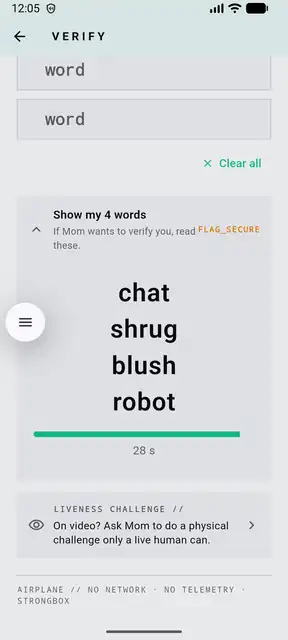 12:05
VERIFY
word
word
Clear all
Show my 4 words
If Mom wants to verify you, read FLAG_SECURE
these.
chat
shrug
blush
robot
28 s
LIVENESS CHALLENGE //
On video? Ask Mom to do a physical
challenge only a live human can.
AIRPLANE // NO NETWORK · NO TELEMETRY ·
STRONGBOX